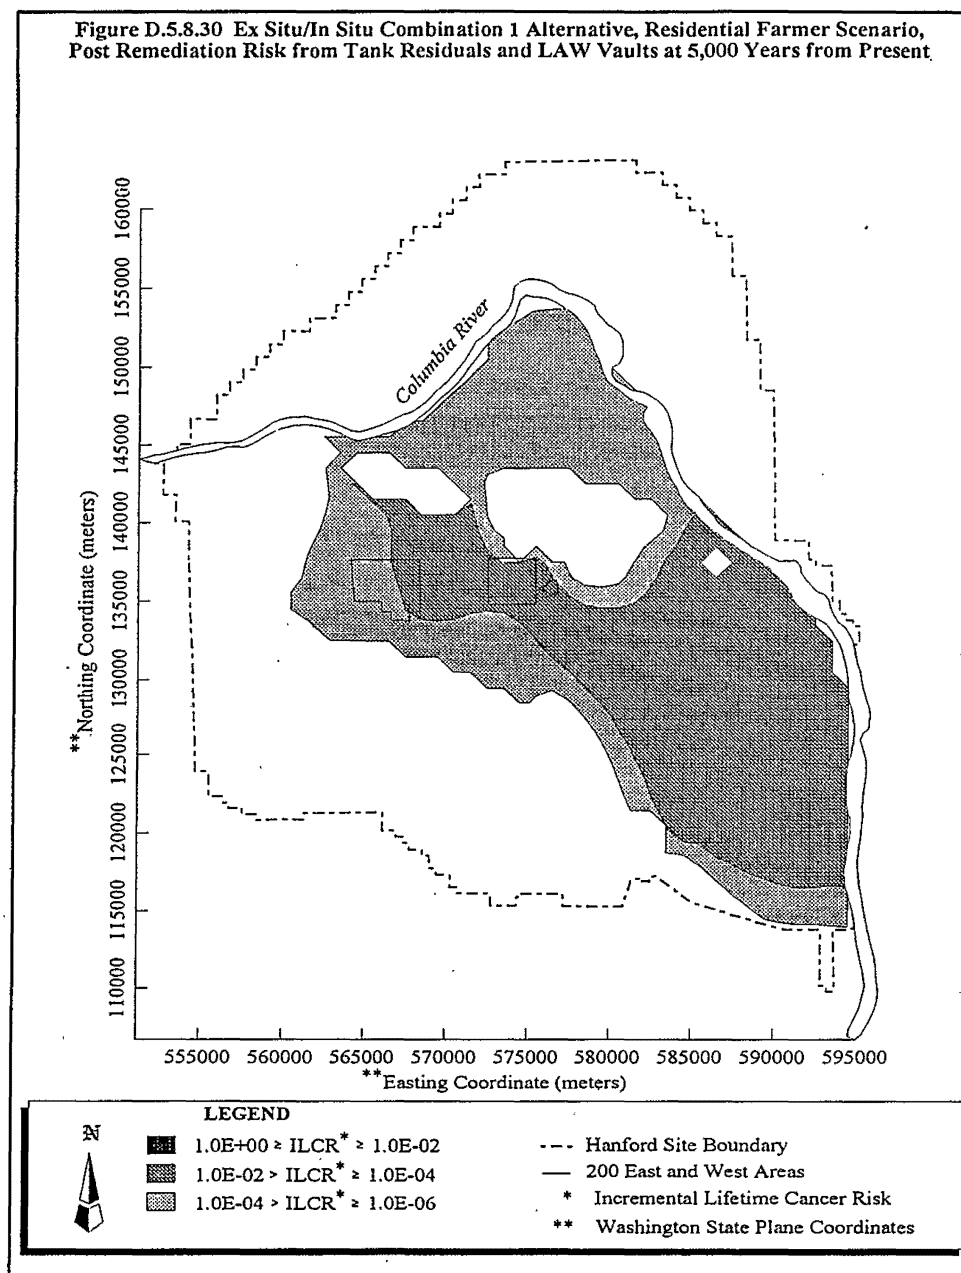 Figure D.5.8.30 Ex Situ/In Situ Combination 1 Alternative, Residential Farmer Scenario,
Post Remediation Risk from Tank Residuals and LAW Vaults at 5,000 Years from Present
160000
155000
150000
145000
140000
135000
130000
125000
120000
115000
110000
**Northing Coordinate (meters)
Columbia River
555000 560000 565000 570000 575000 580000 585000 590000 595000
**Easting Coordinate (meters)
LEGEND
N
1.0E+00 ≥ ILCR* ≥ 1.0E-02
1.0E-02 > ILCR* ≥ 1.0E-04
1.0E-04 > ILCR* ≥ 1.0E-06
Hanford Site Boundary
200 East and West Areas
* Incremental Lifetime Cancer Risk
** Washington State Plane Coordinates